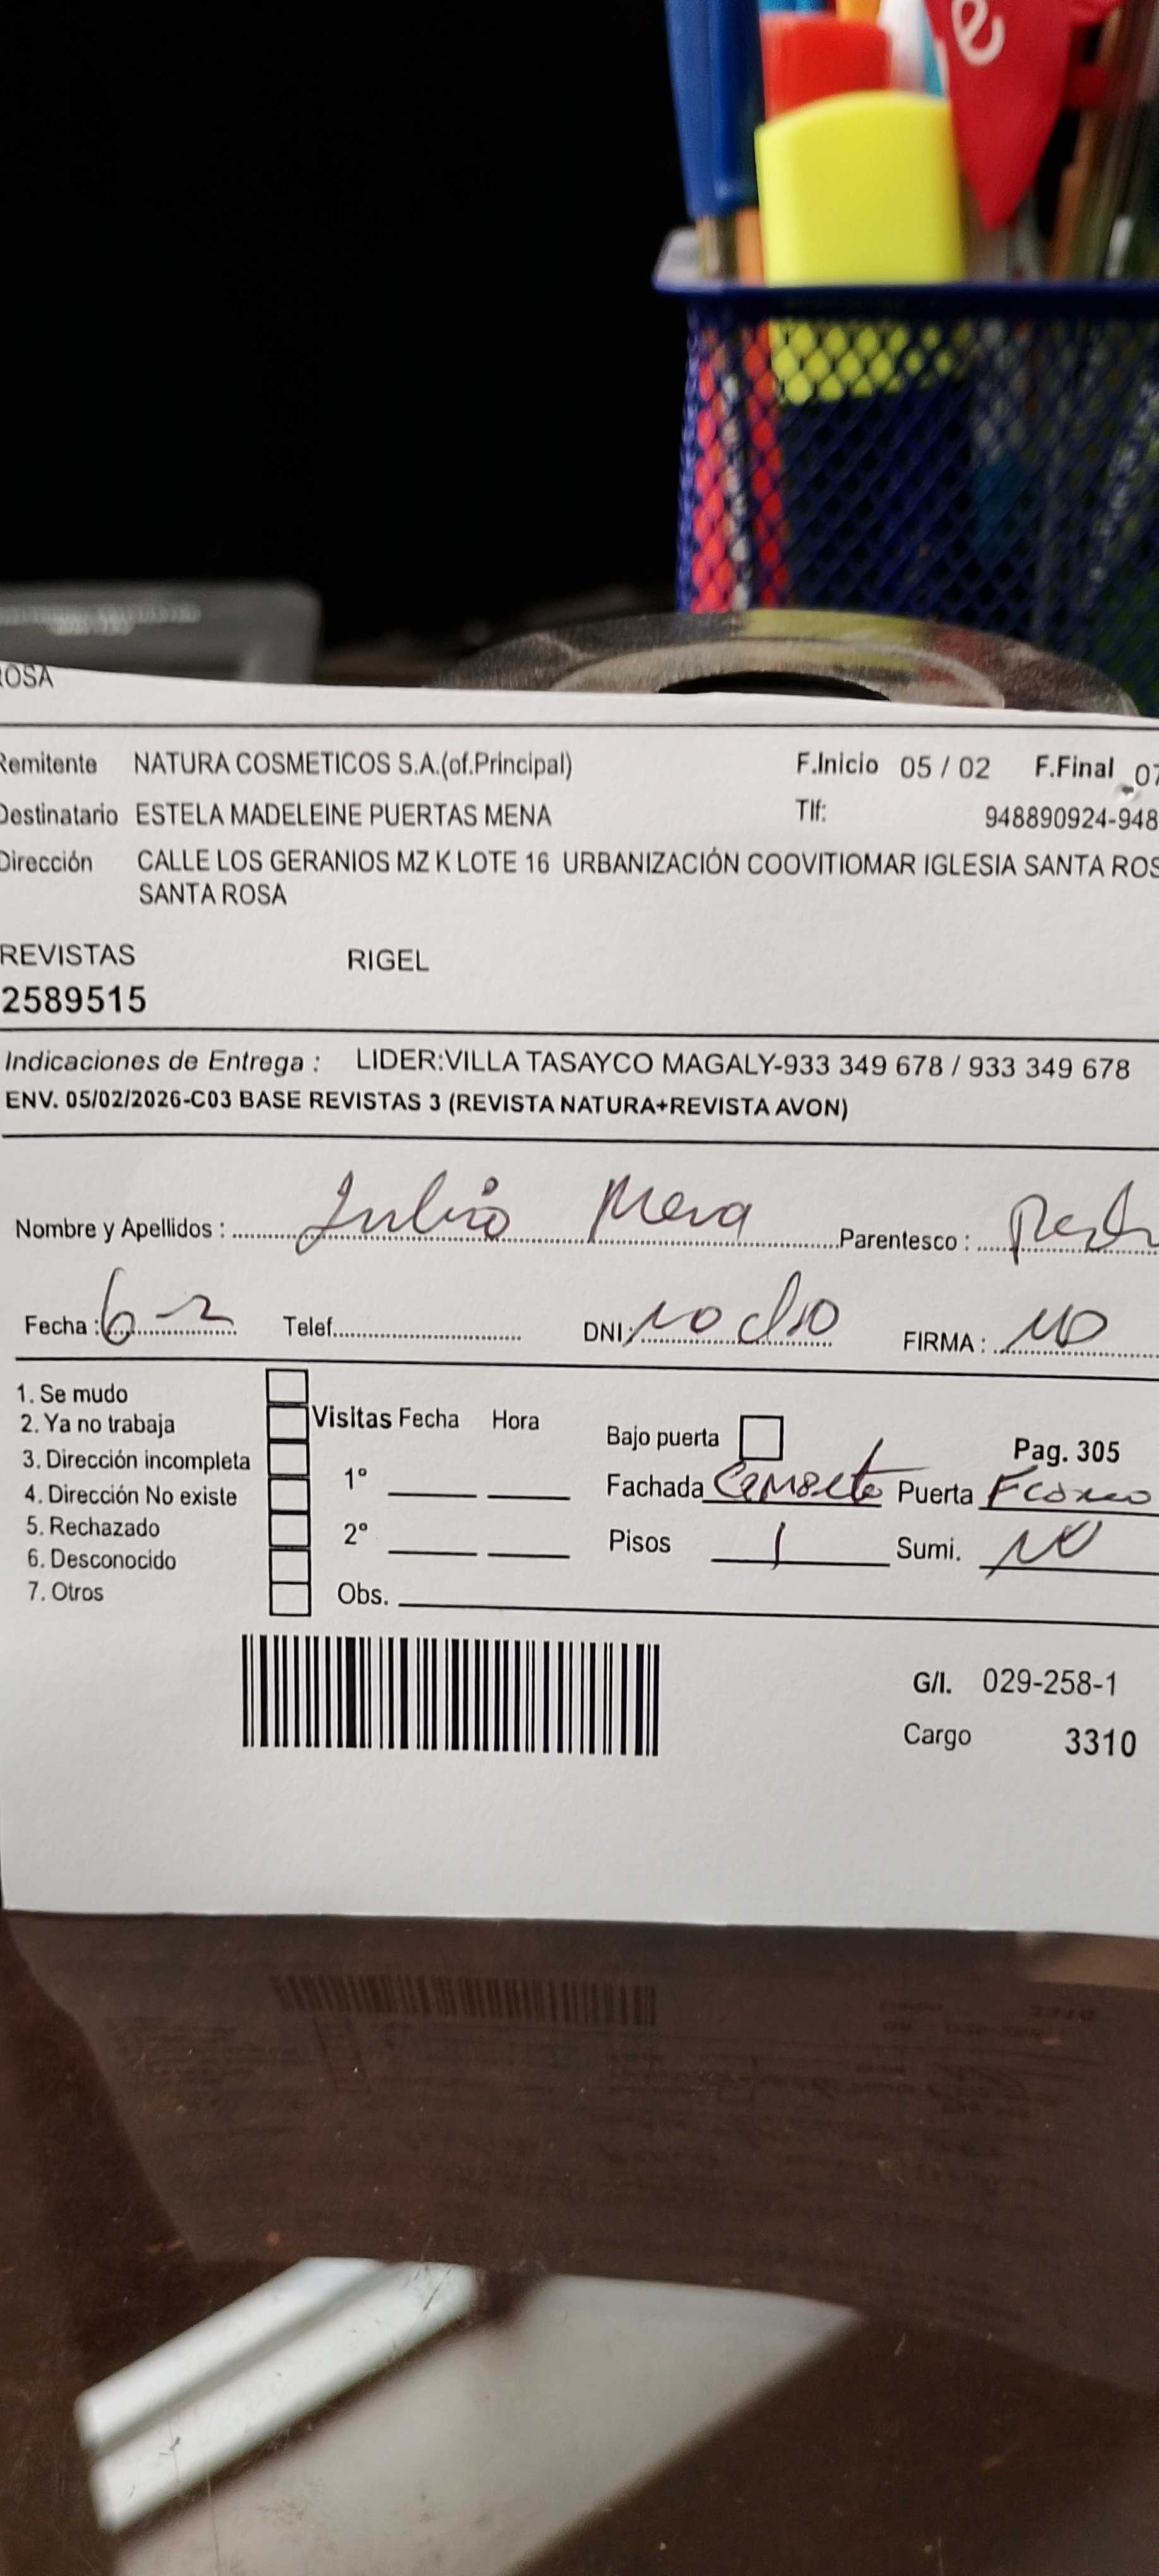 OSA
Remitente NATURA COSMETICOS S.A.(of.Principal) F.Inicio 05 / 02 F.Final 07
Destinatario ESTELA MADELEINE PUERTAS MENA Tlf: 948890924-948
Dirección CALLE LOS GERANIOS MZ K LOTE 16 URBANIZACIÓN COOVITIOMAR IGLESIA SANTA ROS
SANTA ROSA
REVISTAS RIGEL
2589515
Indicaciones de Entrega : LIDER:VILLA TASAYCO MAGALY-933 349 678 / 933 349 678
ENV. 05/02/2026-C03 BASE REVISTAS 3 (REVISTA NATURA+REVISTA AVON)
Nombre y Apellidos : Julio Mena Parentesco :
Fecha : 6-2 Telef. DNI: NO dio FIRMA : NO
1. Se mudo
2. Ya no trabaja Visitas Fecha Hora Bajo puerta Pag. 305
3. Dirección incompleta
4. Dirección No existe 1° Fachada Puerta
5. Rechazado 2° Pisos 1 Sumi. NO
6. Desconocido
7. Otros Obs.
G/I. 029-258-1
Cargo 3310